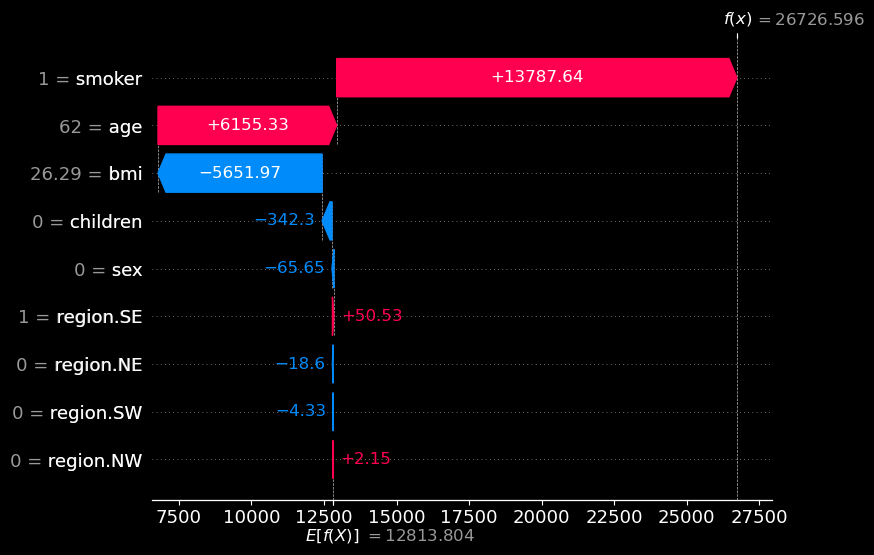 f(x) = 26726.596
1 = smoker +13787.64
62 = age +6155.33
26.29 = bmi −5651.97
0 = children −342.3
0 = sex −65.65
1 = region.SE +50.53
0 = region.NE −18.6
0 = region.SW −4.33
0 = region.NW +2.15
7500 10000 12500 15000 17500 20000 22500 25000 27500
E[f(X)] = 12813.804